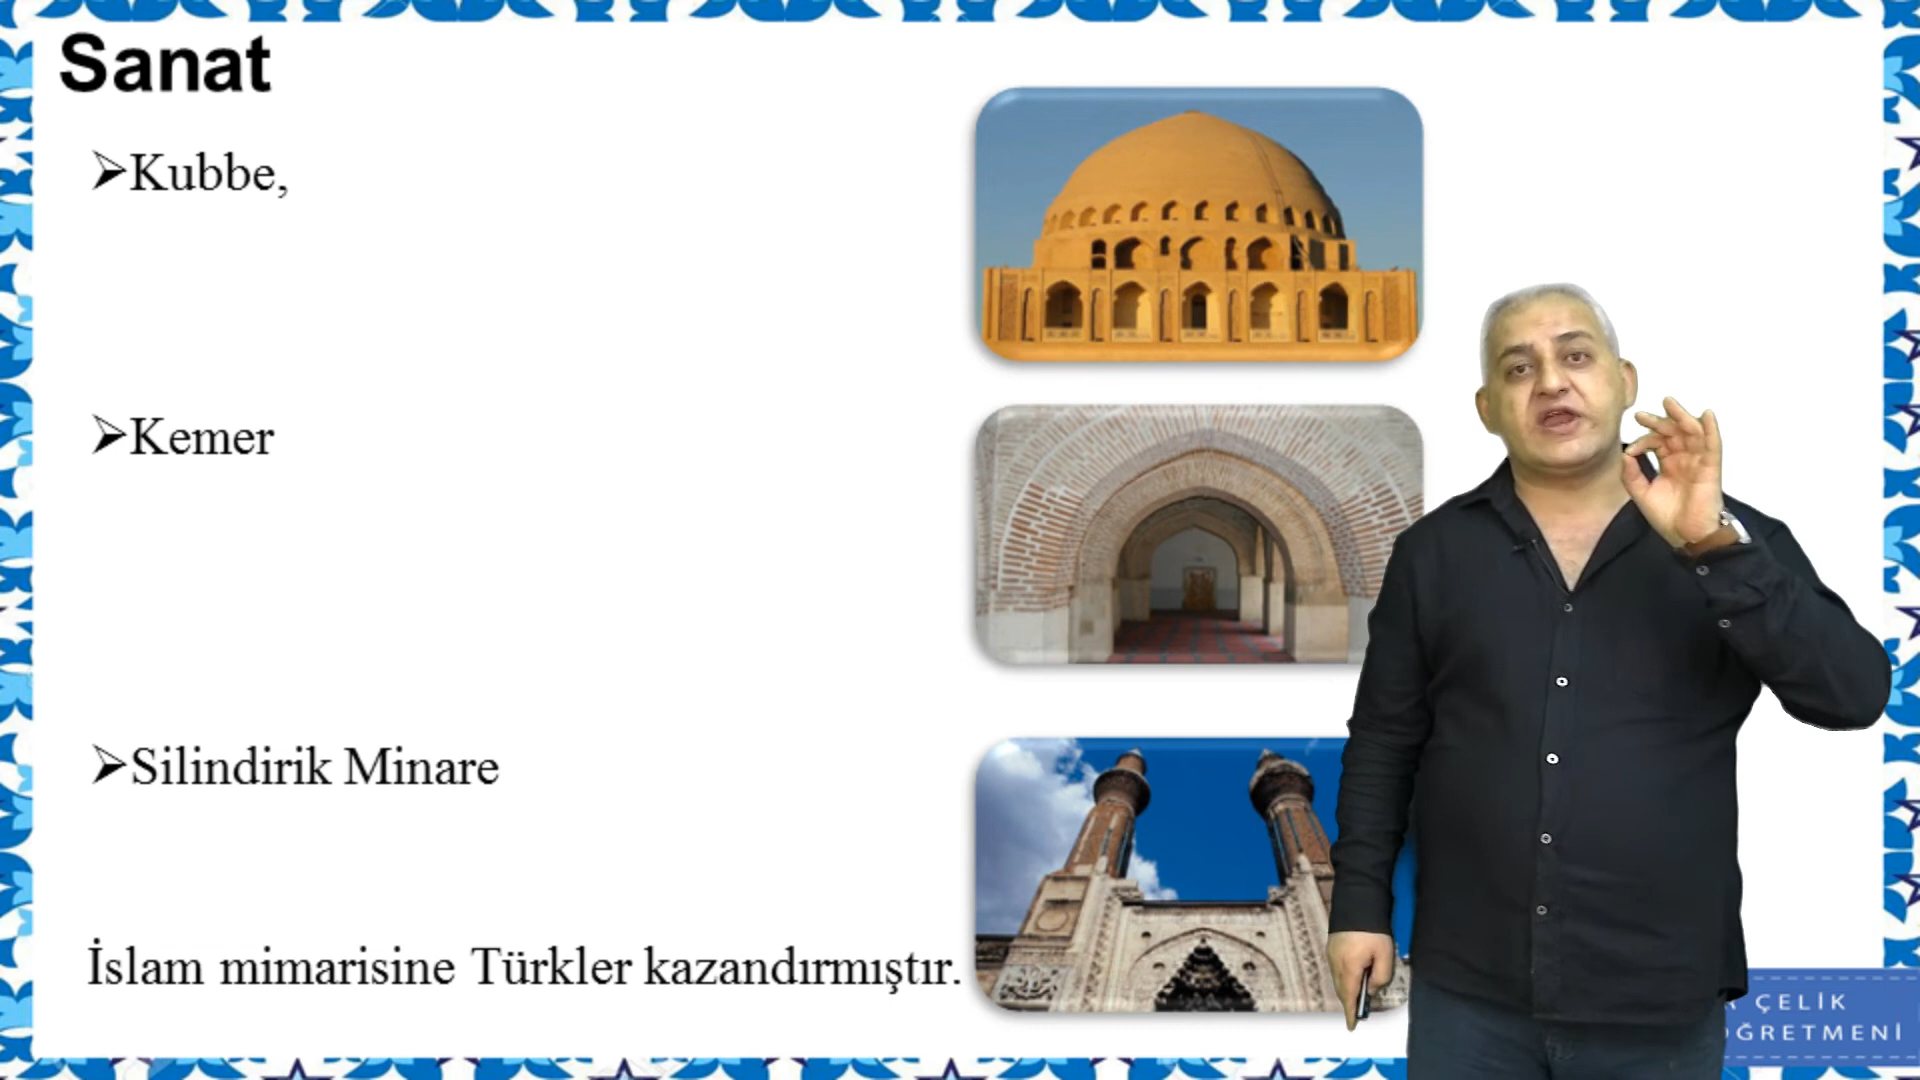 Sanat
➢Kubbe,
➢Kemer
➢Silindirik Minare
İslam mimarisine Türkler kazandırmıştır.
ÇELİK
ĞRETMENİ